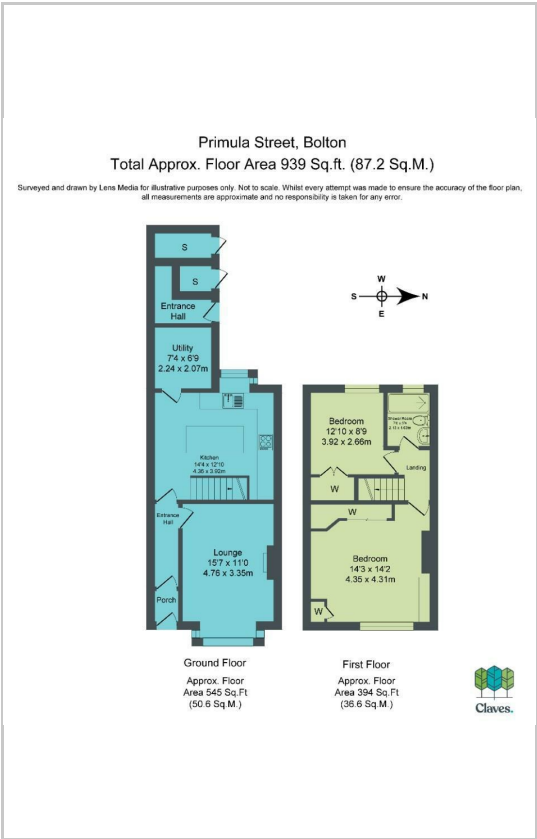 Primula Street, Bolton
Total Approx. Floor Area 939 Sq.ft. (87.2 Sq.M.)
Surveyed and drawn by Lens Media for illustrative purposes only. Not to scale. Whilst every attempt was made to ensure the accuracy of the floor plan,
all measurements are approximate and no responsibility is taken for any error.
S
S
Entrance
Hall
W
S
N
E
Utility
7'4 x 6'9
2.24 x 2.07m
Kitchen
14'4 x 12'10
4.36 x 3.92m
Entrance
Hall
Lounge
15'7 x 11'0
4.76 x 3.35m
Porch
Bedroom
12'10 x 8'9
3.92 x 2.66m
Shower Room
Landing
W
W
Bedroom
14'3 x 14'2
4.35 x 4.31m
W
Ground Floor
Approx. Floor
Area 545 Sq.Ft
(50.6 Sq.M.)
First Floor
Approx. Floor
Area 394 Sq.Ft
(36.6 Sq.M.)
Claves.